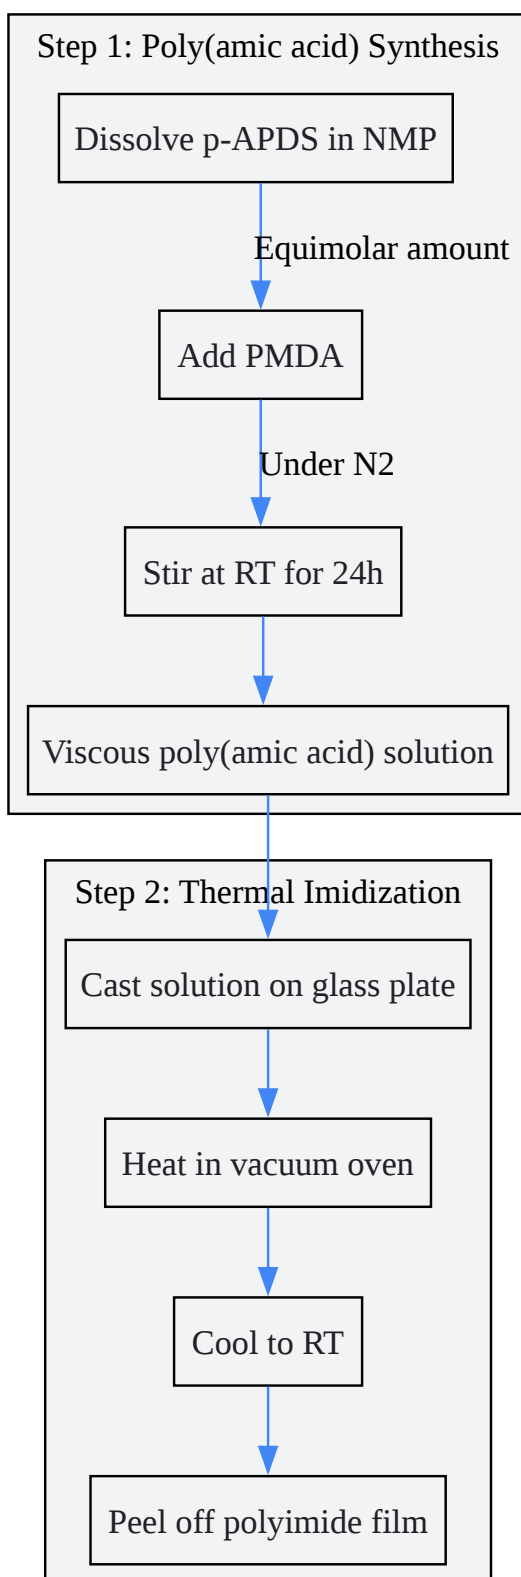 Step 1: Poly(amic acid) Synthesis
Dissolve p-APDS in NMP
Equimolar amount
Add PMDA
Under N2
Stir at RT for 24h
Viscous poly(amic acid) solution
Step 2: Thermal Imidization
Cast solution on glass plate
Heat in vacuum oven
Cool to RT
Peel off polyimide film